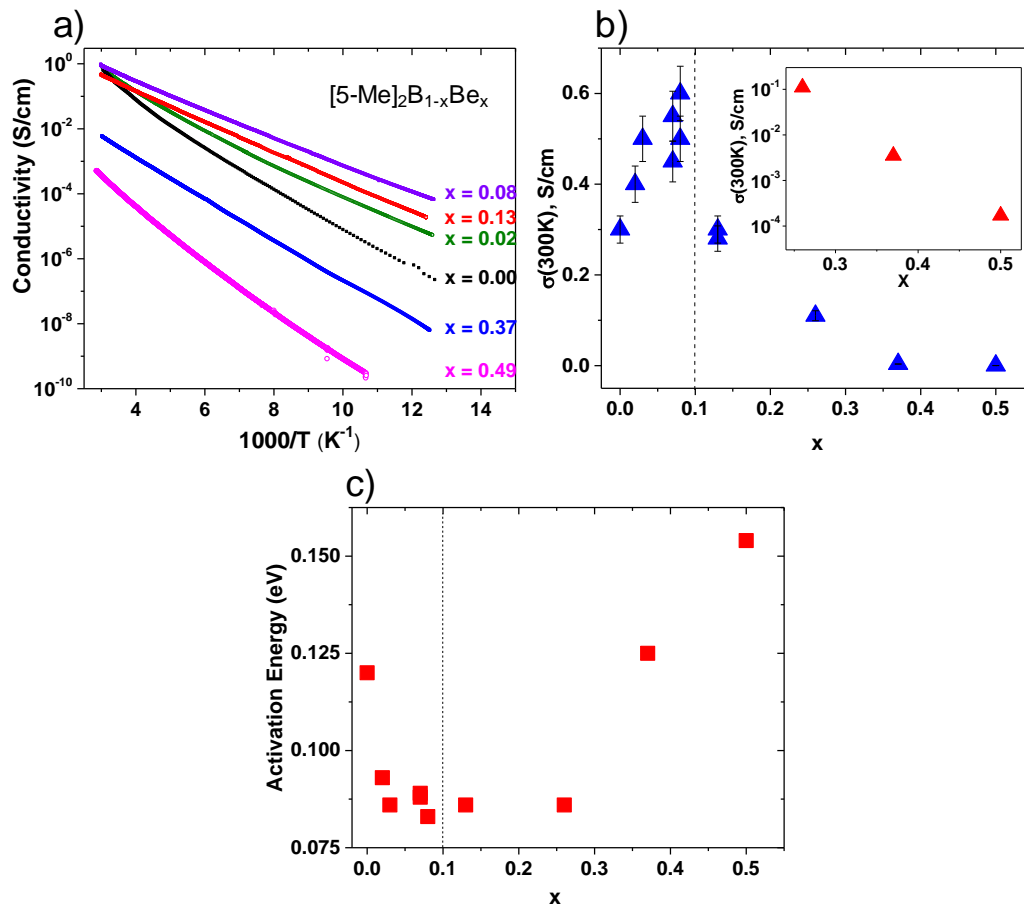 a)
Conductivity (S/cm)
10^0
10^-2
10^-4
10^-6
10^-8
10^-10
[5-Me]_2B_1-xBe_x
x = 0.08
x = 0.13
x = 0.02
x = 0.00
x = 0.37
x = 0.49
4 6 8 10 12 14
1000/T (K^-1)
b)
σ(300K), S/cm
0.6
0.4
0.2
0.0
0.0 0.1 0.2 0.3 0.4 0.5
x
σ(300K), S/cm
10^-1
10^-2
10^-3
10^-4
0.3 0.4 0.5
X
c)
Activation Energy (eV)
0.150
0.125
0.100
0.075
0.0 0.1 0.2 0.3 0.4 0.5
x